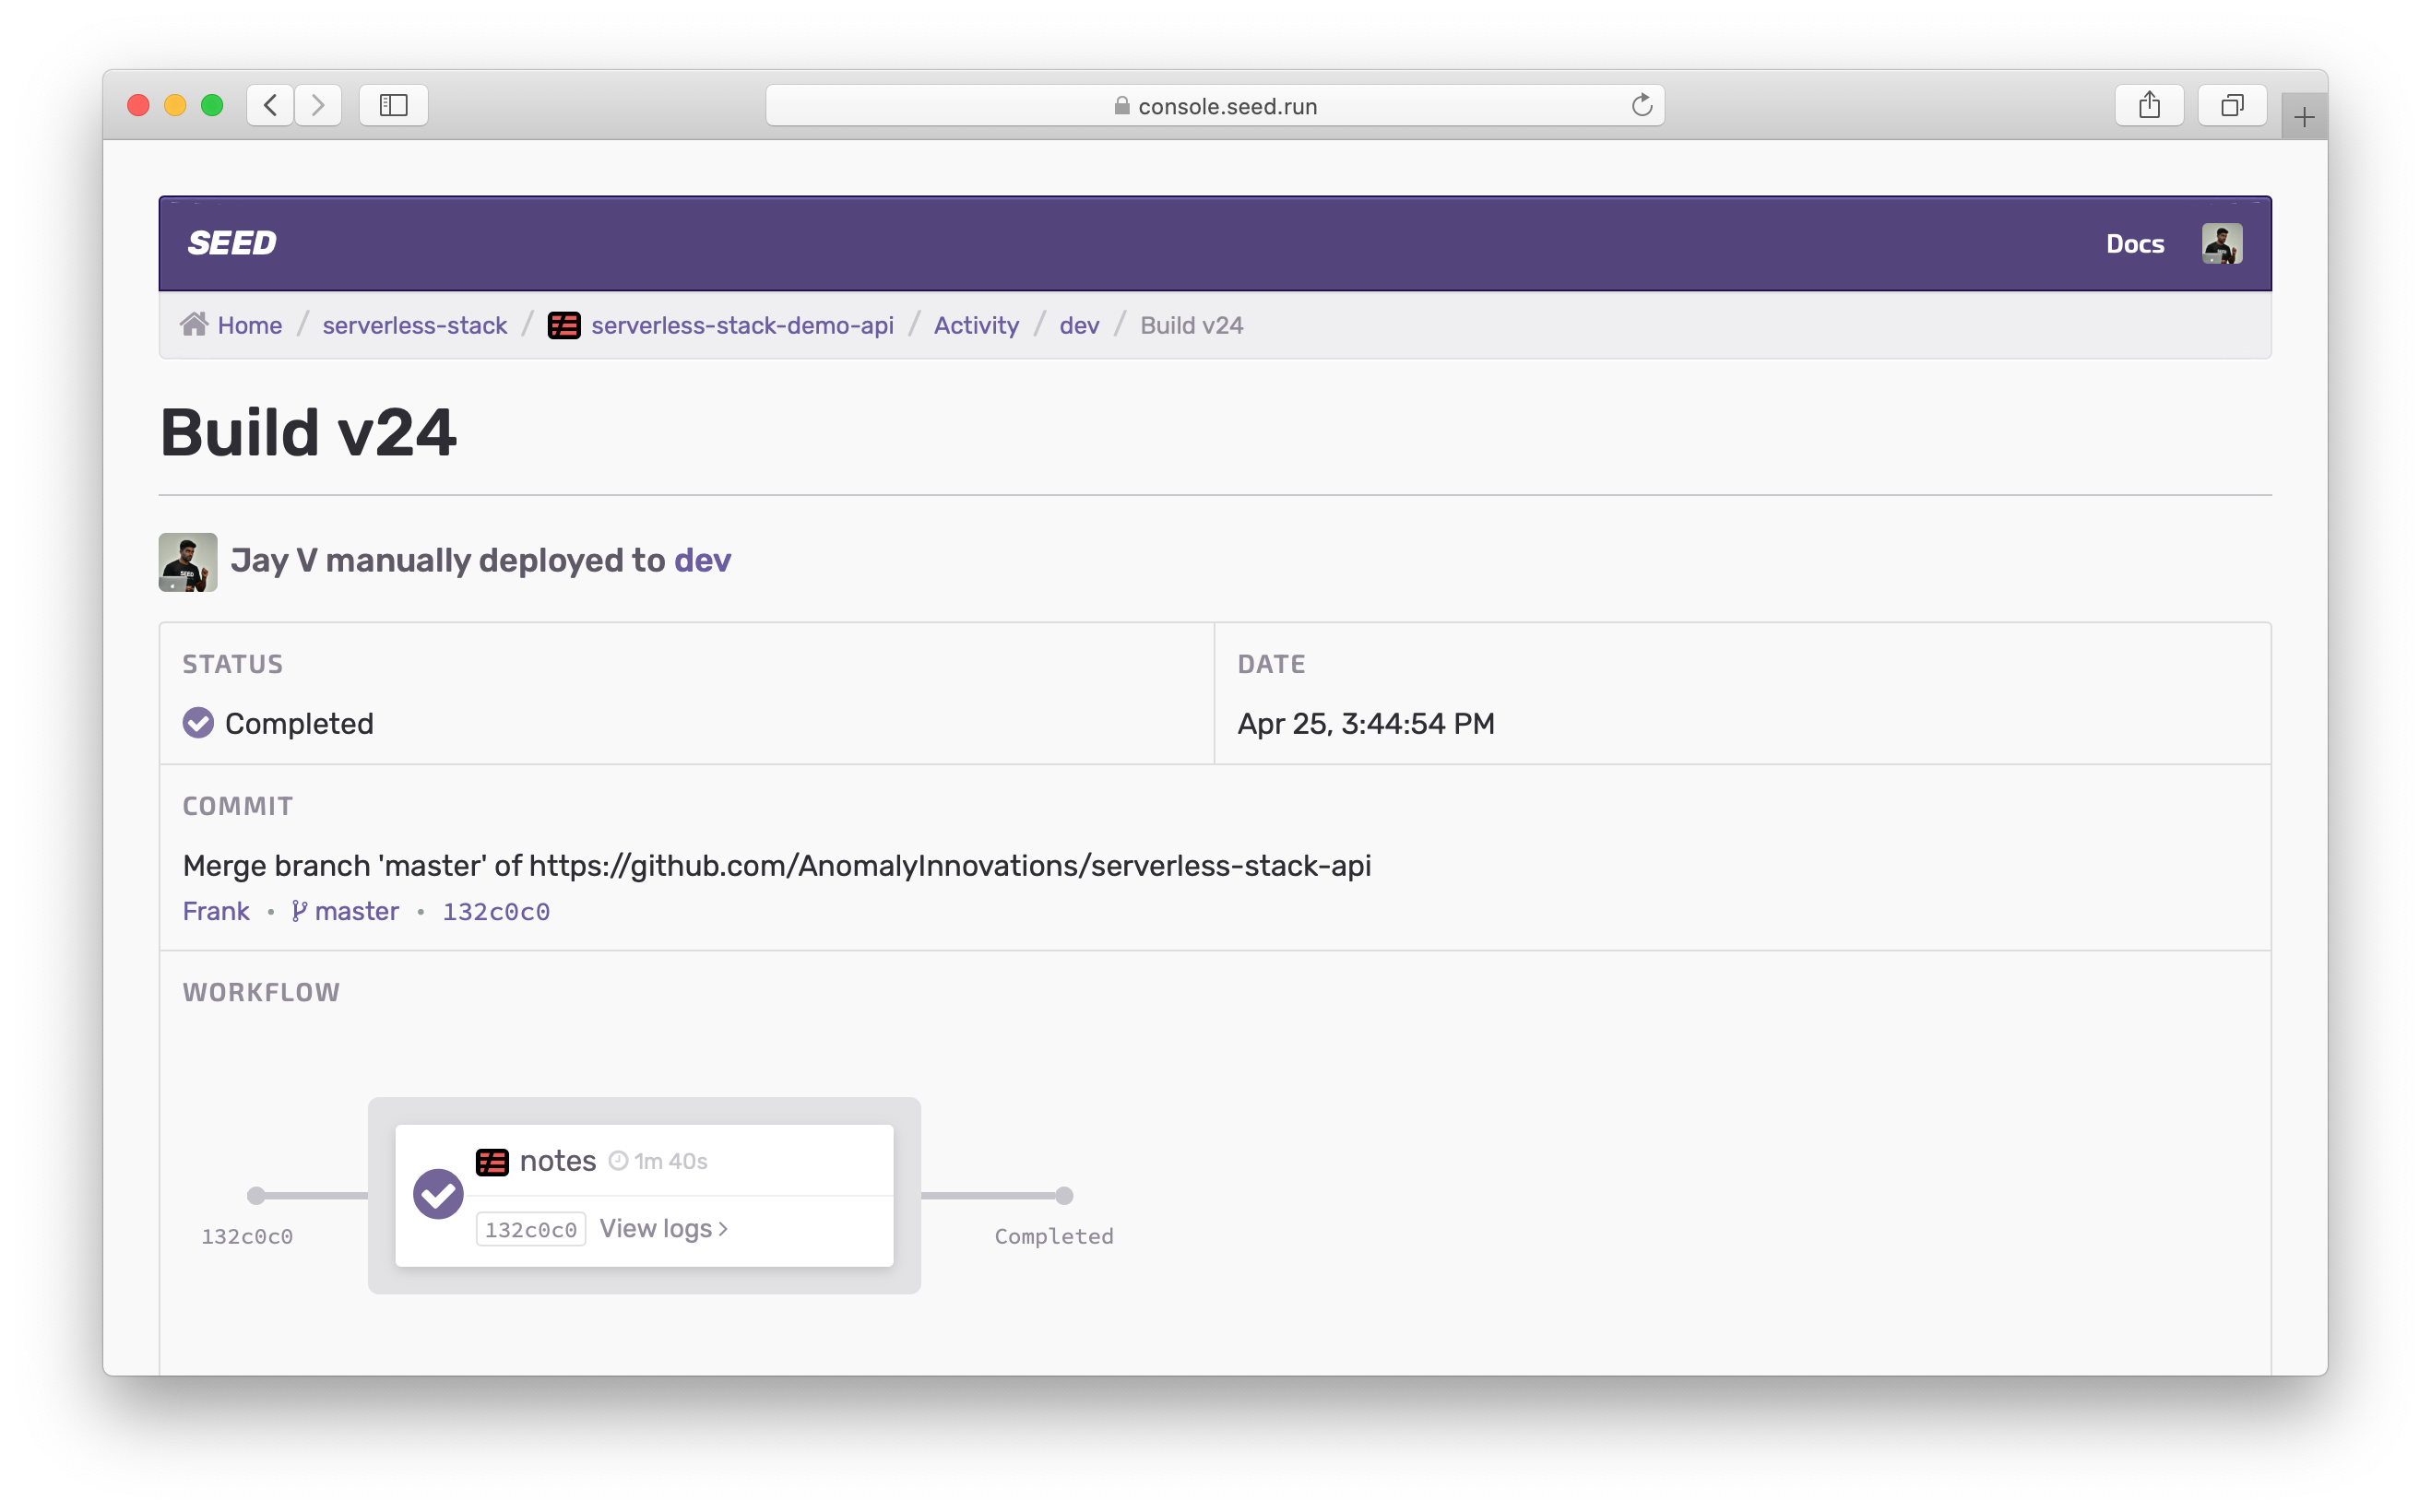 console.seed.run
SEED
Docs
Home / serverless-stack / serverless-stack-demo-api / Activity / dev / Build v24
Build v24
Jay V manually deployed to dev
STATUS
Completed
DATE
Apr 25, 3:44:54 PM
COMMIT
Merge branch 'master' of https://github.com/AnomalyInnovations/serverless-stack-api
Frank • master • 132c0c0
WORKFLOW
notes 1m 40s
132c0c0 View logs >
132c0c0
Completed